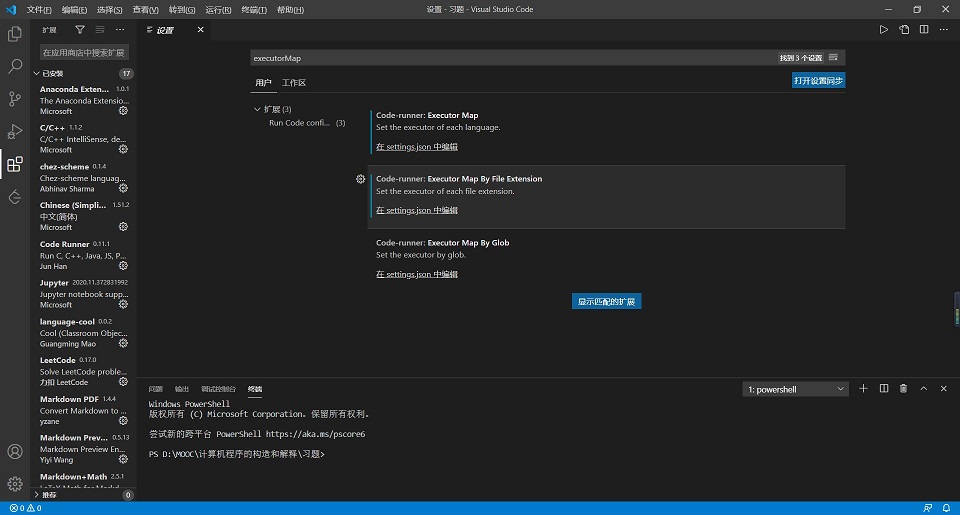 文件(F) 编辑(E) 选择(S) 查看(V) 转到(G) 运行(R) 终端(T) 帮助(H) 设置 - 习题 - Visual Studio Code
扩展
设置
在应用商店中搜索扩展
已安装 17
Anaconda Exten... 1.0.1
The Anaconda Extensio...
Microsoft
C/C++ 1.1.2
C/C++ IntelliSense, de...
Microsoft
chez-scheme 0.1.4
Chez-scheme languag...
Abhinav Sharma
Chinese (Simpli... 1.51.2
中文(简体)
Microsoft
Code Runner 0.11.1
Run C, C++, Java, JS, P...
Jun Han
Jupyter 2020.11.372831992
Jupyter notebook supp...
Microsoft
language-cool 0.0.2
Cool (Classroom Objec...
Guangming Mao
LeetCode 0.17.0
Solve LeetCode proble...
力扣 LeetCode
Markdown PDF 1.4.4
Convert Markdown to ...
yzane
Markdown Prev... 0.5.13
Markdown Preview En...
Yiyi Wang
Markdown+Math 2.5.1
推荐 0
executorMap 找到 3 个设置
用户 工作区 打开设置同步
扩展 (3)
Run Code confi... (3)
Code-runner: Executor Map
Set the executor of each language.
在 settings.json 中编辑
Code-runner: Executor Map By File Extension
Set the executor of each file extension.
在 settings.json 中编辑
Code-runner: Executor Map By Glob
Set the executor by glob.
在 settings.json 中编辑
显示匹配的扩展
问题 输出 调试控制台 终端 1: powershell
Windows PowerShell
版权所有 (C) Microsoft Corporation。保留所有权利。
尝试新的跨平台 PowerShell https://aka.ms/pscore6
PS D:\MOOC\计算机程序的构造和解释\习题>
0 0